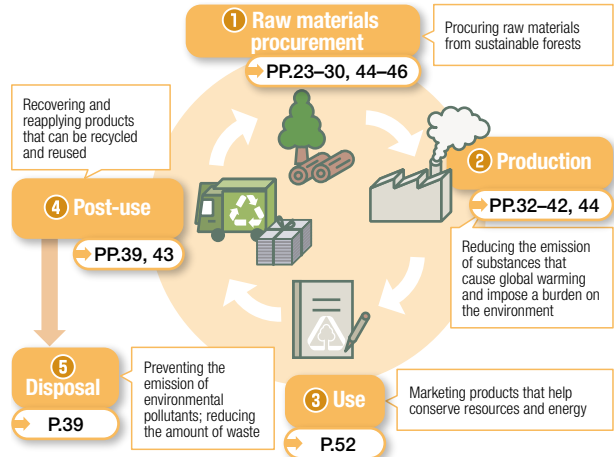 1 Raw materials
procurement
PP.23–30, 44–46
Procuring raw materials
from sustainable forests
2 Production
PP.32–42, 44
Reducing the emission
of substances that
cause global warming
and impose a burden on
the environment
3 Use
P.52
Marketing products that help
conserve resources and energy
Recovering and
reapplying products
that can be recycled
and reused
4 Post-use
PP.39, 43
5
Disposal
P.39
Preventing the
emission of
environmental
pollutants; reducing
the amount of waste